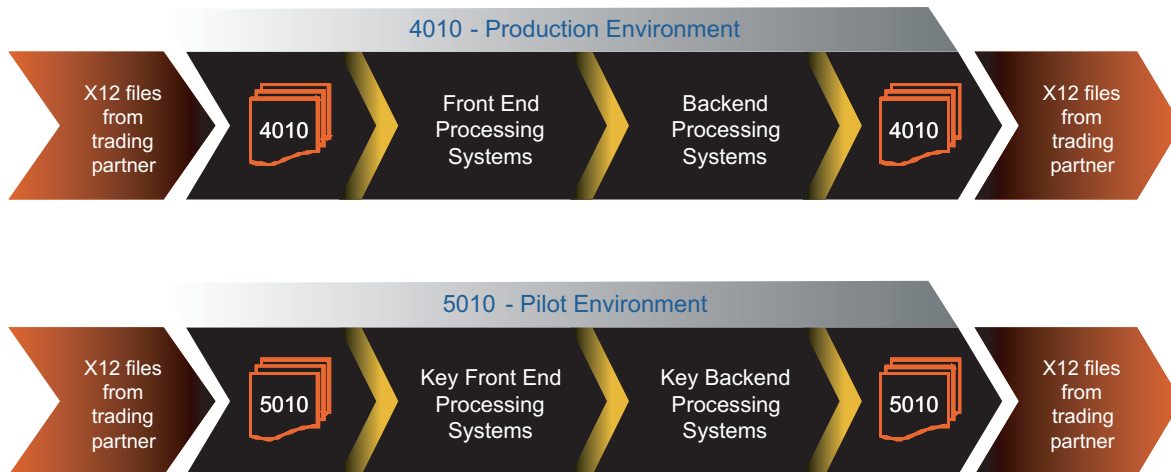 4010 - Production Environment
X12 files
from
trading
partner
4010
Front End
Processing
Systems
Backend
Processing
Systems
4010
X12 files
from
trading
partner
5010 - Pilot Environment
X12 files
from
trading
partner
5010
Key Front End
Processing
Systems
Key Backend
Processing
Systems
5010
X12 files
from
trading
partner